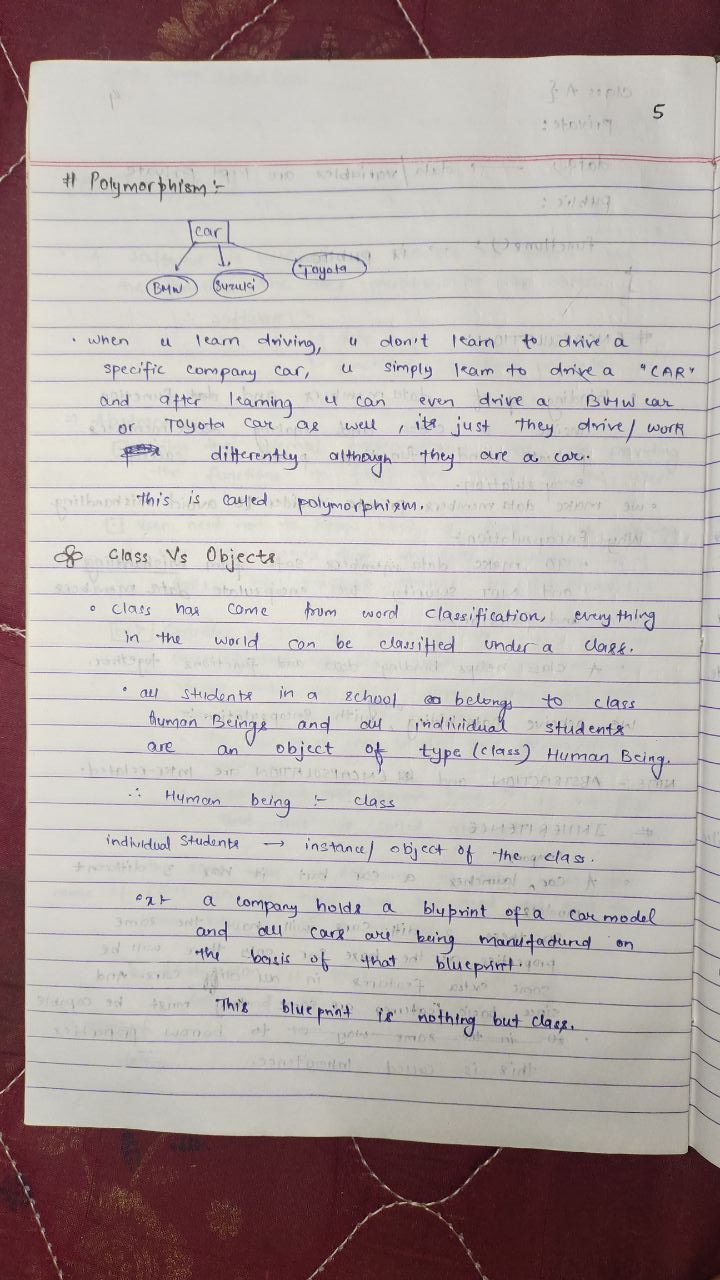 5
# Polymorphism :-
car
BMW Suzuki Toyota
• when u learn driving, u don't learn to drive a
specific company car, u simply learn to drive a "CAR"
and after learning u can even drive a BMW car
or Toyota car as well, its just they drive/work
differently although they are a car.
This is called polymorphism.
Class Vs Objects
• class has come from word classification, everything
in the world can be classified under a class.
• all students in a school belongs to class
Human Beings and all individual students
are an object of type (class) Human Being.
∴ Human being :- class
individual students → instance/object of the class.
ex:- a company holds a bluprint of a car model
and all cars are being manufactured on
the basis of that blueprint.
This blueprint is nothing but class.